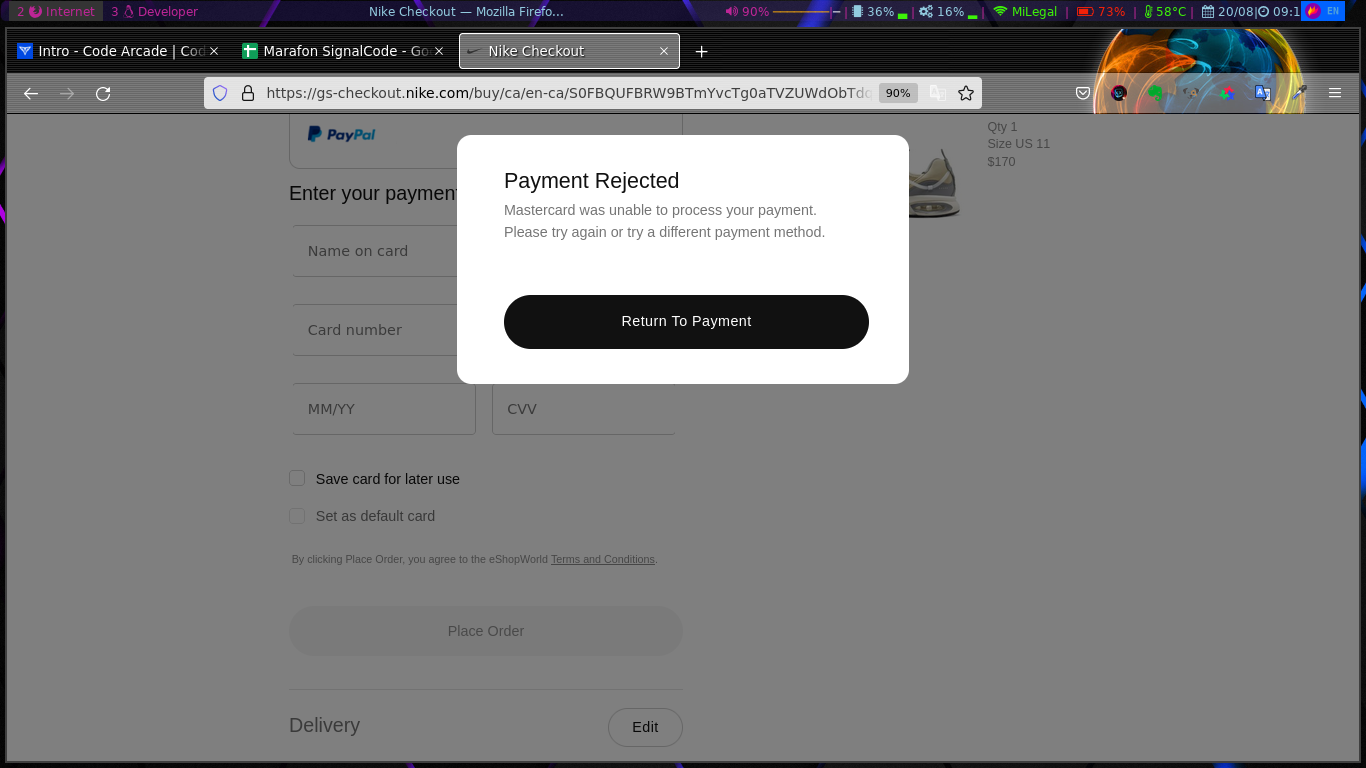 2 Internet 3 Developer Nike Checkout — Mozilla Firefo... 90% | 36% | 16% | MiLegal | 73% | 58°C | 20/08| 09:1 EN
Intro - Code Arcade | Cod Marafon SignalCode - Goo Nike Checkout
https://gs-checkout.nike.com/buy/ca/en-ca/S0FBQUFBRW9BTmYvcTg0aTVZUWdObTdq 90%
PayPal
Qty 1
Size US 11
$170
Payment Rejected
Mastercard was unable to process your payment.
Please try again or try a different payment method.
Return To Payment
Enter your payment
Name on card
Card number
MM/YY CVV
Save card for later use
Set as default card
By clicking Place Order, you agree to the eShopWorld Terms and Conditions.
Place Order
Delivery Edit